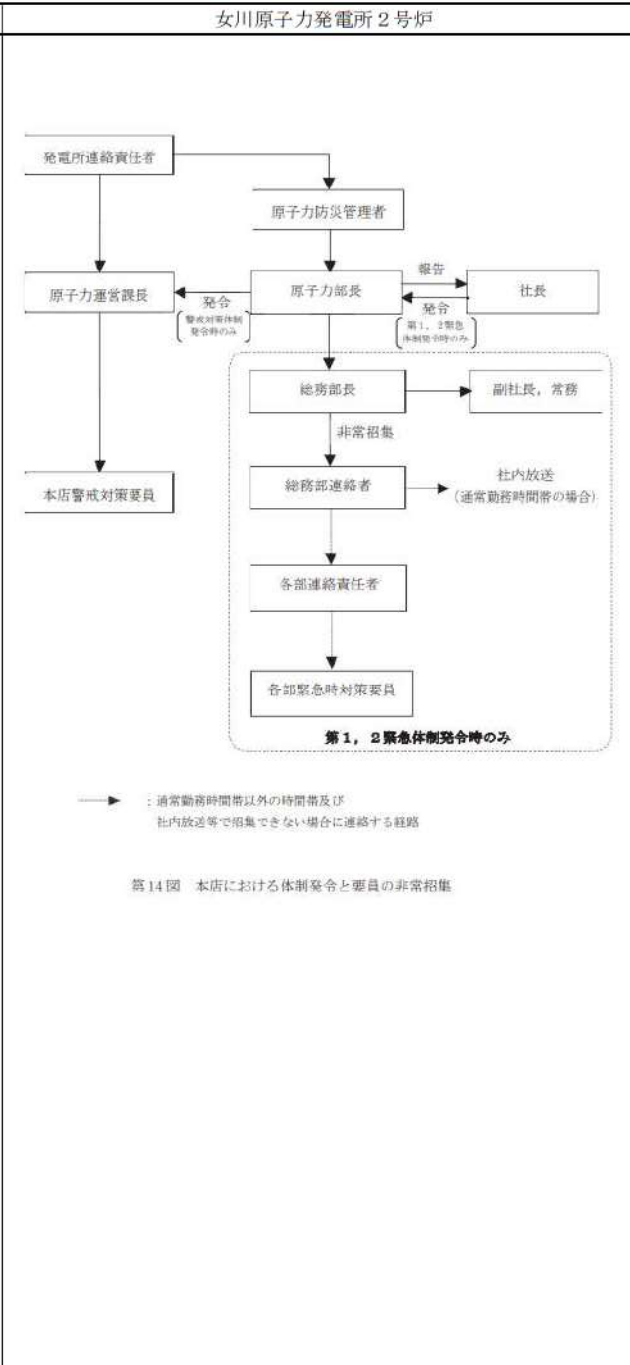 女川原子力発電所2号炉
発電所連絡責任者
原子力防災管理者
原子力運営課長
発令
警戒対策体制
発令時のみ
原子力部長
報告
発令
第1,2緊急
体制発令時のみ
社長
総務部長
副社長,常務
非常招集
本店警戒対策要員
総務部連絡者
社内放送
(通常勤務時間帯の場合)
各部連絡責任者
各部緊急時対策要員
第1,2緊急体制発令時のみ
:通常勤務時間帯以外の時間帯及び
社内放送等で招集できない場合に連絡する経路
第14図 本店における体制発令と要員の非常招集